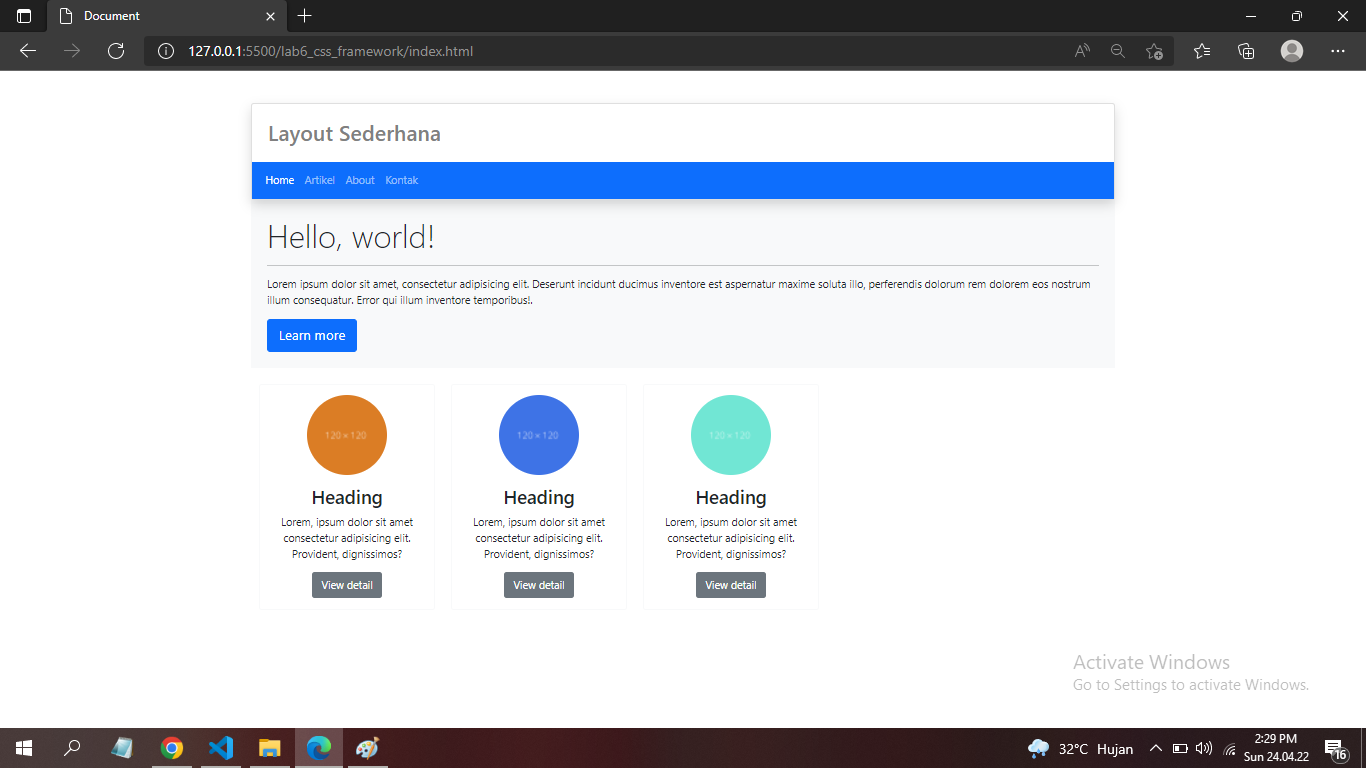 Document
127.0.0.1:5500/lab6_css_framework/index.html
Layout Sederhana
Home Artikel About Kontak
Hello, world!
Lorem ipsum dolor sit amet, consectetur adipisicing elit. Deserunt incidunt ducimus inventore est aspernatur maxime soluta illo, perferendis dolorum rem dolorem eos nostrum
illum consequatur. Error qui illum inventore temporibus!.
Learn more
120 × 120
120 × 120
120 × 120
Heading
Heading
Heading
Lorem, ipsum dolor sit amet
consectetur adipisicing elit.
Provident, dignissimos?
Lorem, ipsum dolor sit amet
consectetur adipisicing elit.
Provident, dignissimos?
Lorem, ipsum dolor sit amet
consectetur adipisicing elit.
Provident, dignissimos?
View detail
View detail
View detail
Activate Windows
Go to Settings to activate Windows.
32°C Hujan
2:29 PM
Sun 24.04.22
16